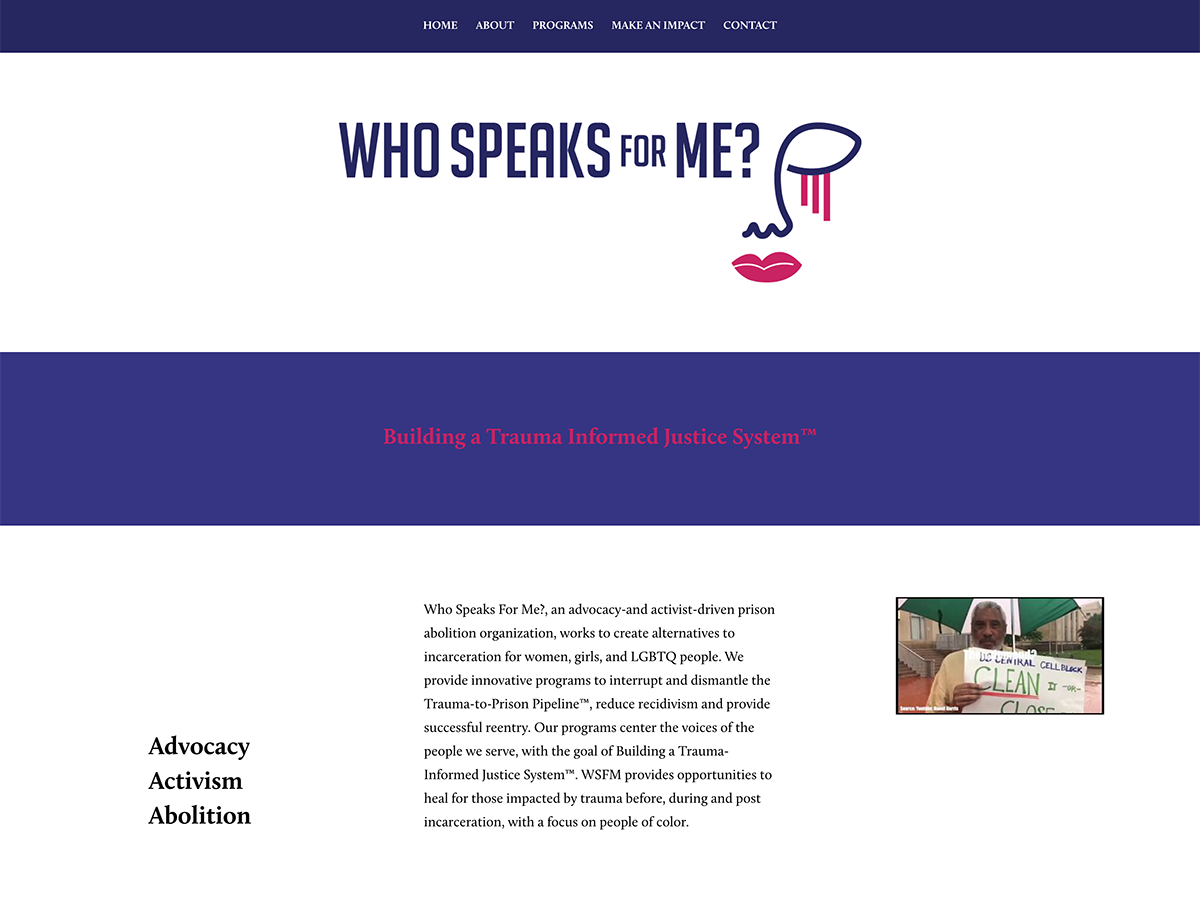 HOME ABOUT PROGRAMS MAKE AN IMPACT CONTACT
WHO SPEAKS FOR ME?
Building a Trauma Informed Justice System™
Advocacy
Activism
Abolition
Who Speaks For Me?, an advocacy-and activist-driven prison
abolition organization, works to create alternatives to
incarceration for women, girls, and LGBTQ people. We
provide innovative programs to interrupt and dismantle the
Trauma-to-Prison Pipeline™, reduce recidivism and provide
successful reentry. Our programs center the voices of the
people we serve, with the goal of Building a Trauma-
Informed Justice System™. WSFM provides opportunities to
heal for those impacted by trauma before, during and post
incarceration, with a focus on people of color.
DC CENTRAL CELLBLOCK
CLEAN
-OR-
CLOSE
Source: Youtube David Barris